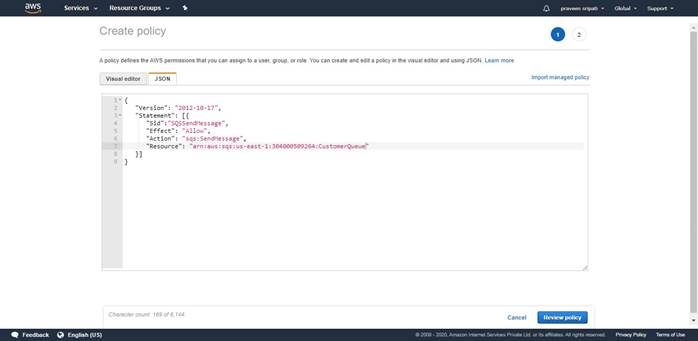 aws Services Resource Groups praveen sripati Global Support
Create policy
1 2
A policy defines the AWS permissions that you can assign to a user, group, or role. You can create and edit a policy in the visual editor and using JSON. Learn more
Visual editor JSON Import managed policy
1 {
2 "Version": "2012-10-17",
3 "Statement": [{
4 "Sid":"SQSSendMessage",
5 "Effect": "Allow",
6 "Action": "sqs:SendMessage",
7 "Resource": "arn:aws:sqs:us-east-1:304000509264:CustomerQueue"
8 }]
9 }
Character count: 169 of 6,144.
Cancel Review policy
Feedback English (US) © 2008 - 2020, Amazon Internet Services Private Ltd. or its affiliates. All rights reserved. Privacy Policy Terms of Use